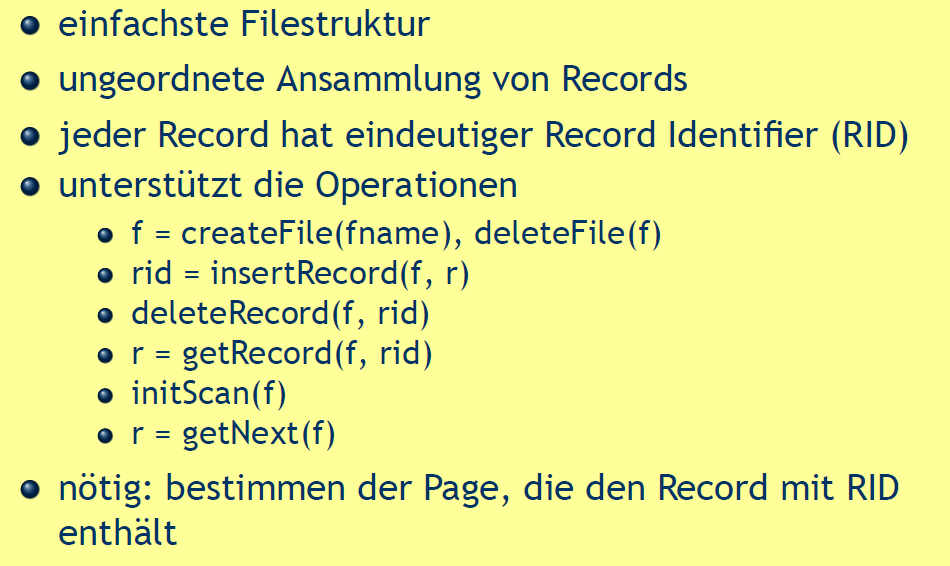 einfachste Filestruktur
ungeordnete Ansammlung von Records
jeder Record hat eindeutiger Record Identifier (RID)
unterstützt die Operationen
f = createFile(fname), deleteFile(f)
rid = insertRecord(f, r)
deleteRecord(f, rid)
r = getRecord(f, rid)
initScan(f)
r = getNext(f)
nötig: bestimmen der Page, die den Record mit RID
enthält